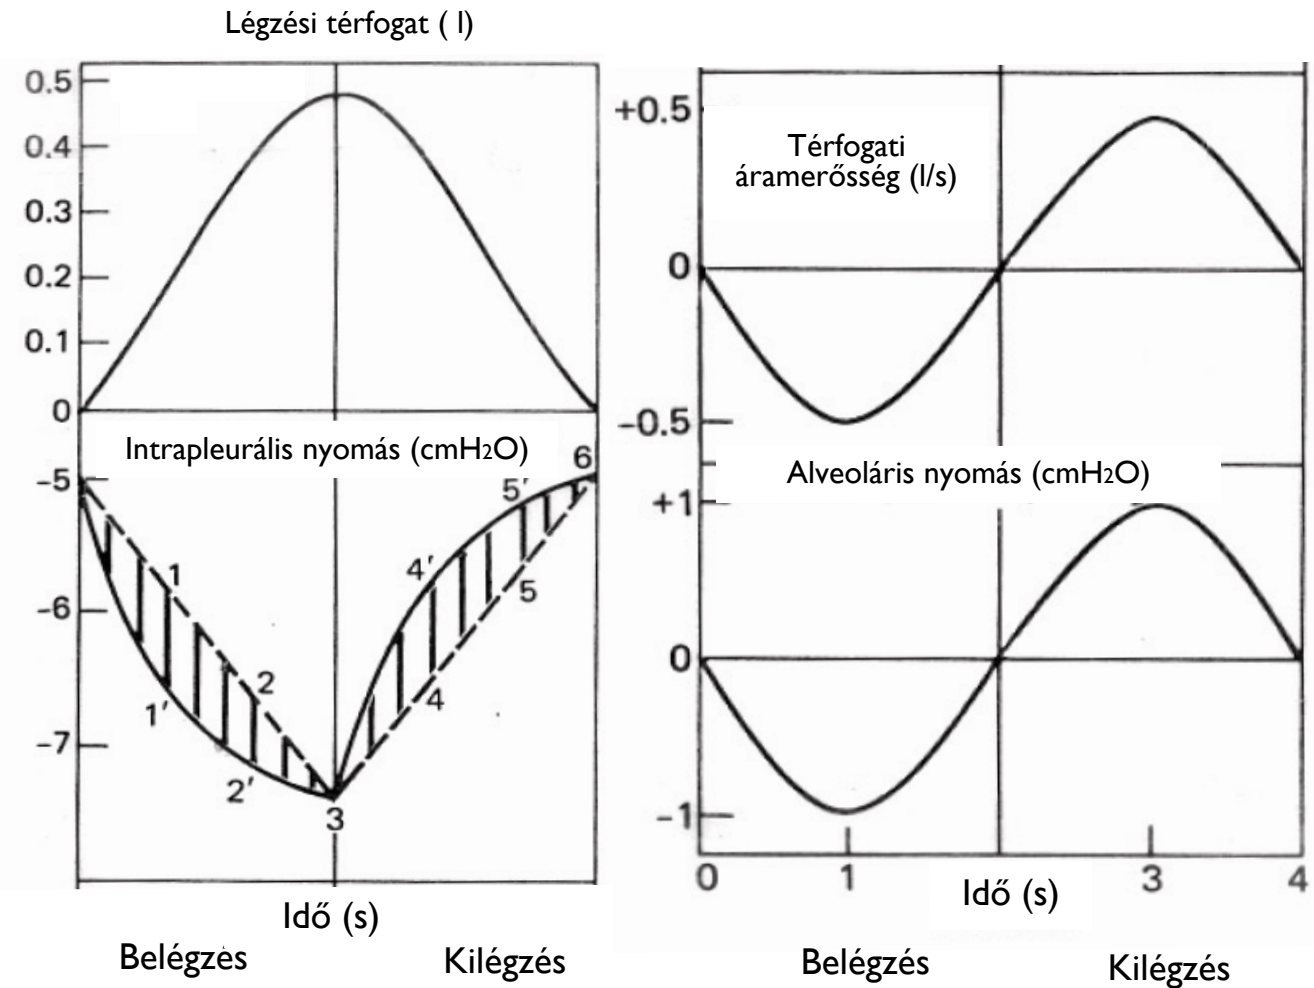 Légzési térfogat ( l)
0.5
0.4
0.3
0.2
0.1
0
Intrapleurális nyomás (cmH2O)
-5
-6
-7
1
2
1′
2′
3
4′
5′
6
5
4
Idő (s)
Belégzès
Kilégzés
+0.5
Térfogati
áramerősség (l/s)
0
-0.5
Alveoláris nyomás (cmH2O)
+1
0
-1
0 1 Idő (s) 3 4
Belégzés
Kilégzés